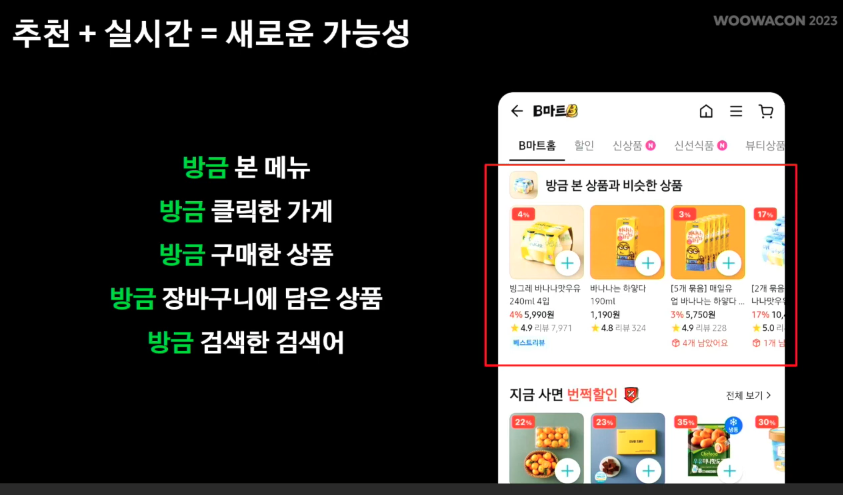 추천 + 실시간 = 새로운 가능성
WOOWACON 2023
방금 본 메뉴
방금 클릭한 가게
방금 구매한 상품
방금 장바구니에 담은 상품
방금 검색한 검색어
B마트
B마트홈 할인 신상품 N 신선식품 N 뷰티상품
방금 본 상품과 비슷한 상품
4% 3% 17%
빙그레 바나나맛우유 240ml 4입
4% 5,990원
4.9 리뷰 7,971
베스트리뷰
바나나는 하얗다 190ml
1,190원
4.8 리뷰 324
[5개 묶음] 매일유업 바나나는 하얗다 ...
3% 5,750원
4.9 리뷰 228
4개 남았어요
[2개 묶음
나나맛우
17% 10,
5.0 리
1개 남
지금 사면 번쩍할인
전체 보기
22% 23% 35% 냉동 30%